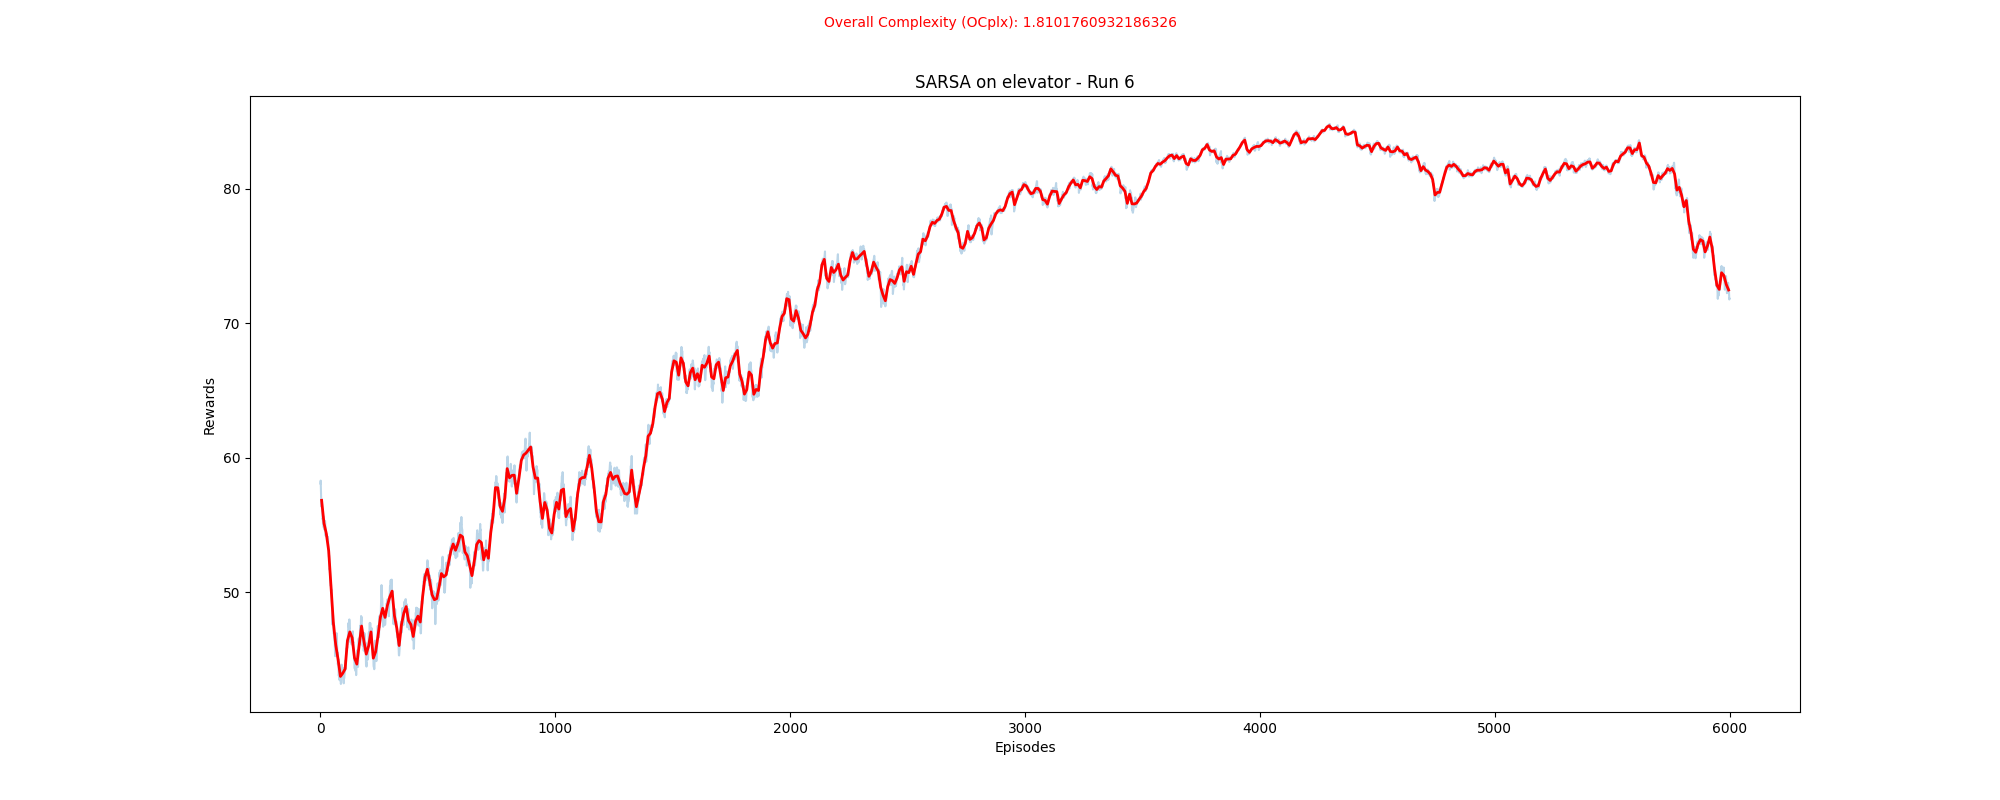 Overall Complexity (OCplx): 1.8101760932186326
SARSA on elevator - Run 6
Rewards
80
70
60
50
0 1000 2000 3000 4000 5000 6000
Episodes